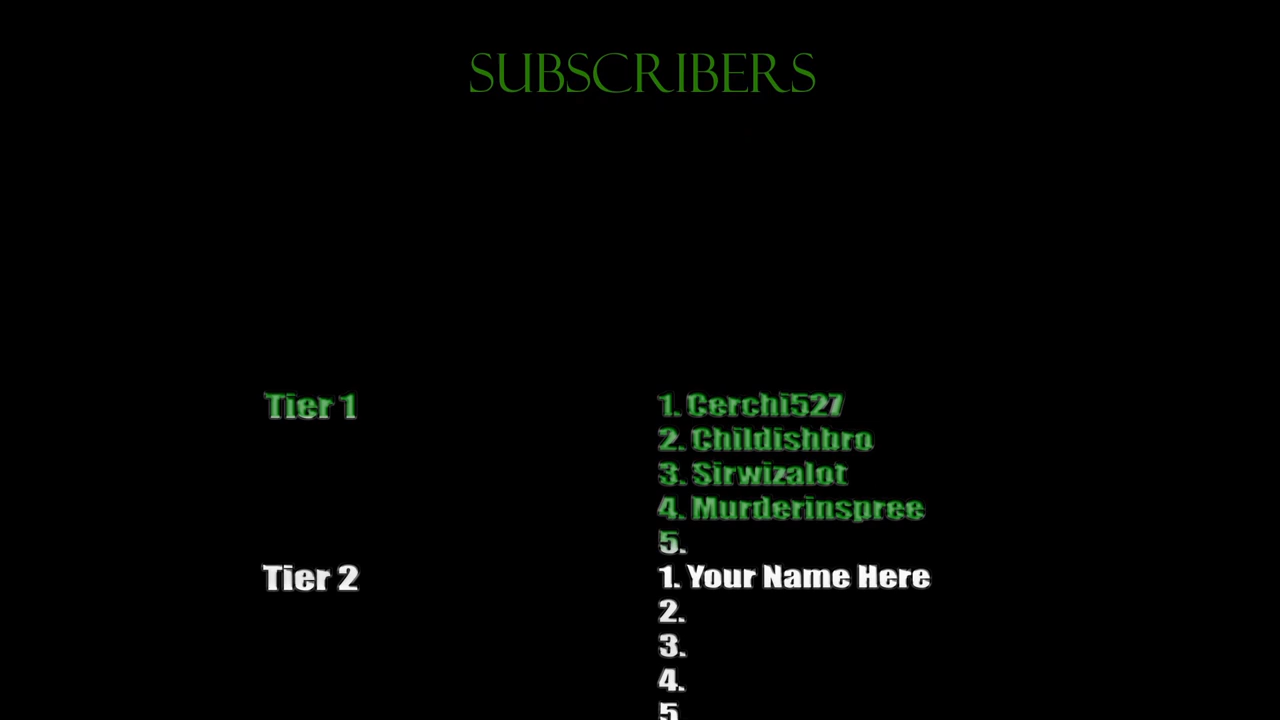 SUBSCRIBERS
Tier 1
1. Cerchi527
2. Childishbro
3. Sirwizalot
4. Murderinspree
5.
Tier 2
1. Your Name Here
2.
3.
4.
5